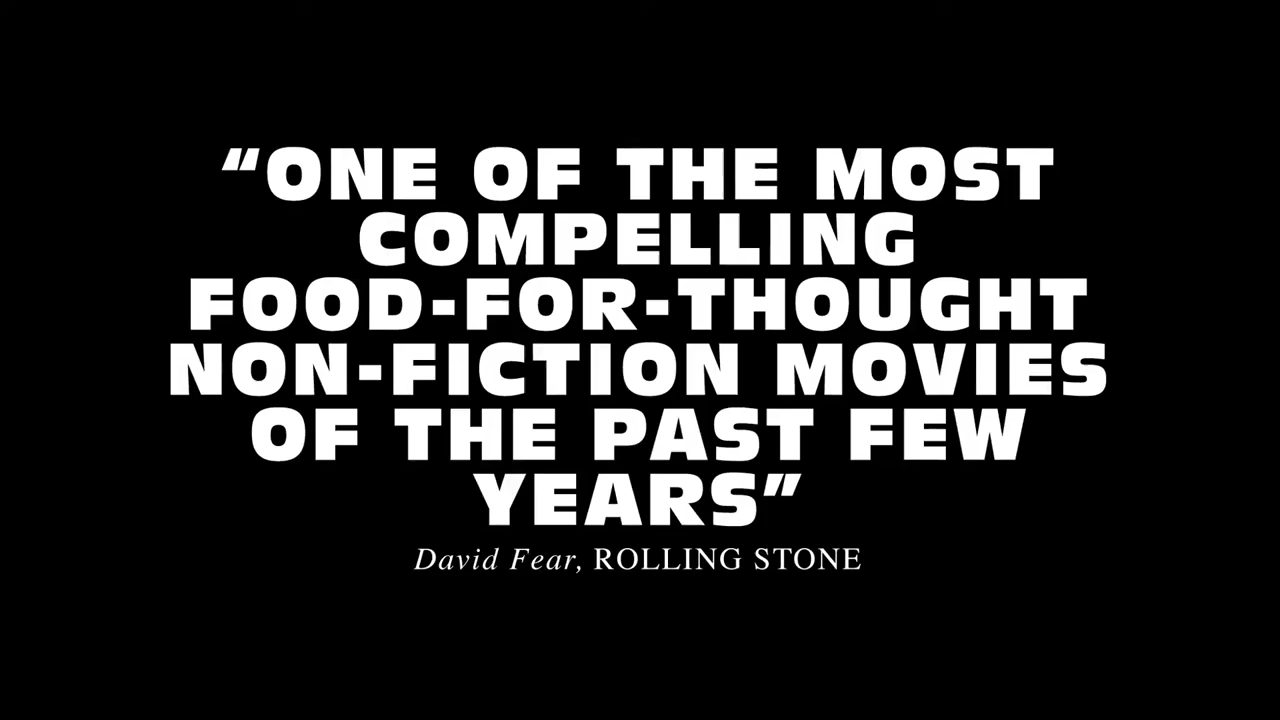 “ONE OF THE MOST
COMPELLING
FOOD-FOR-THOUGHT
NON-FICTION MOVIES
OF THE PAST FEW
YEARS”
David Fear, ROLLING STONE